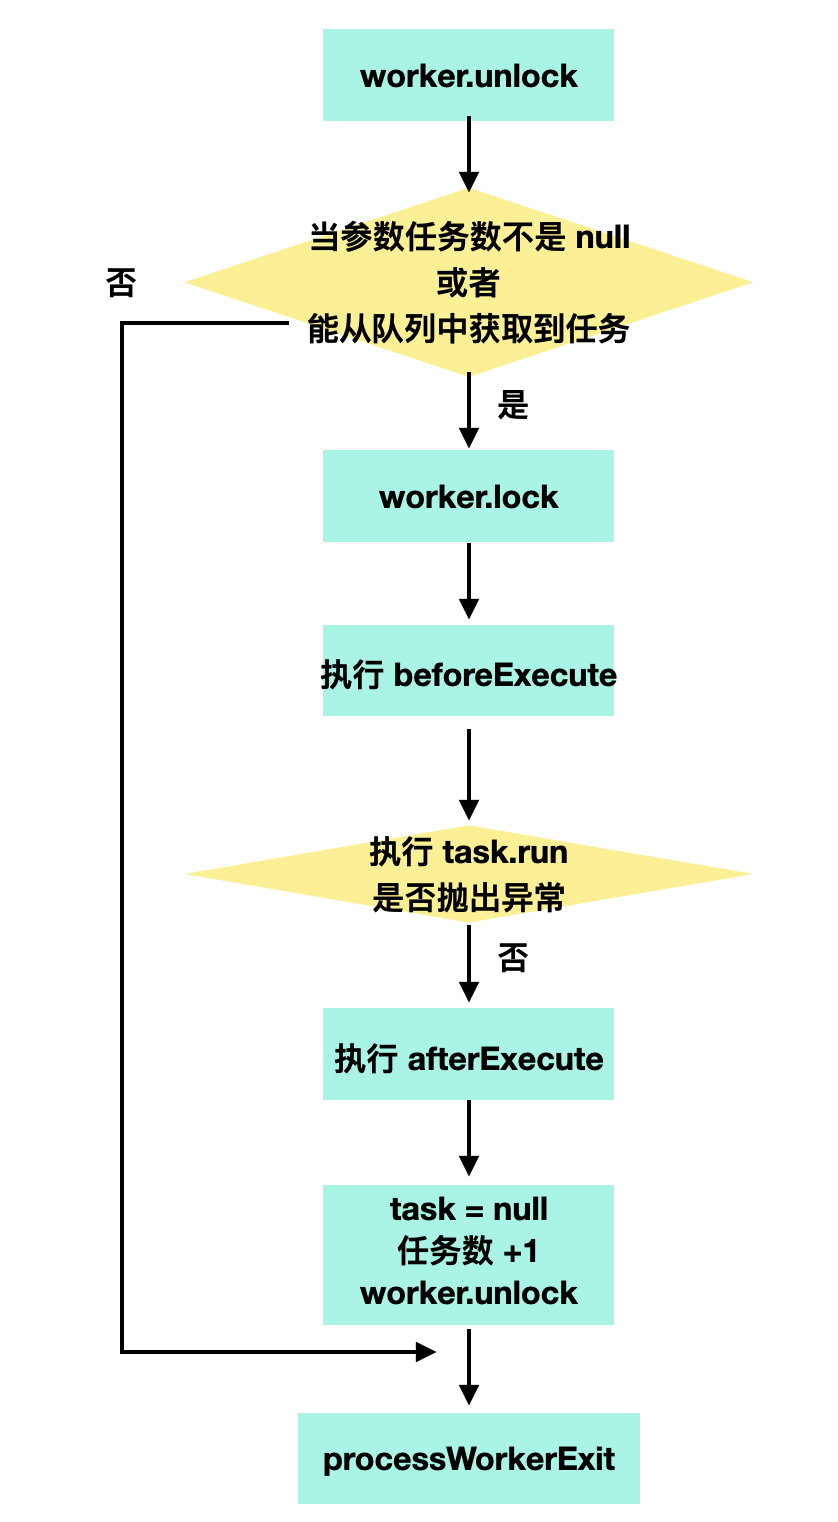 worker.unlock
当参数任务数不是 null
或者
能从队列中获取到任务
否
是
worker.lock
执行 beforeExecute
执行 task.run
是否抛出异常
否
执行 afterExecute
task = null
任务数 +1
worker.unlock
processWorkerExit